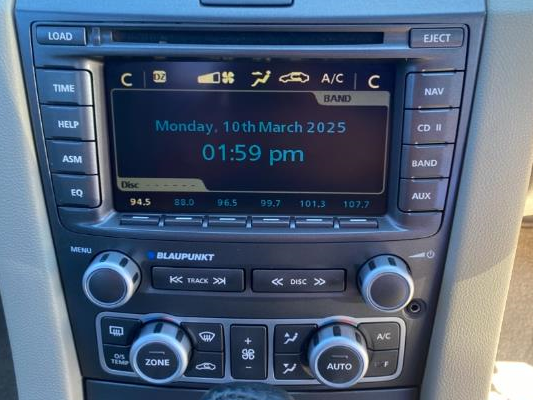 LOAD
EJECT
C DZ A/C C
TIME
NAV
BAND
HELP
Monday, 10th March 2025
CD II
01:59 pm
ASM
BAND
EQ
Disc - - - - - -
AUX
94.5 88.0 96.5 99.7 101.3 107.7
MENU
BLAUPUNKT
TRACK
DISC
O/S TEMP
ZONE
+
-
AUTO
A/C
F